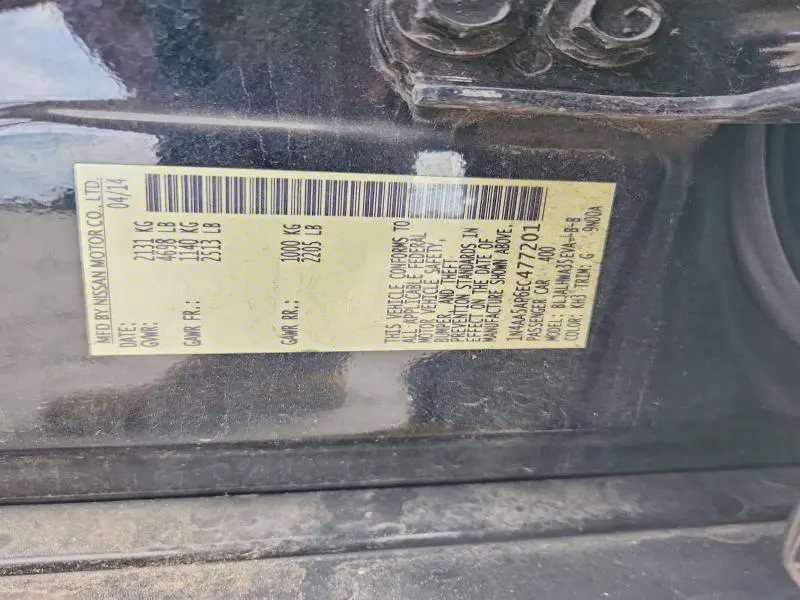 MFD BY NISSAN MOTOR CO., LTD.
DATE: 04/14
GVWR: 2131 KG
4698 LB
GAWR FR.: 1140 KG
2513 LB
GAWR RR.: 1000 KG
2205 LB
THIS VEHICLE CONFORMS TO
ALL APPLICABLE FEDERAL
MOTOR VEHICLE SAFETY,
BUMPER, AND THEFT
PREVENTION STANDARDS IN
EFFECT ON THE DATE OF
MANUFACTURE SHOWN ABOVE.
1N4AA5AP6EC477201
PASSENGER CAR 400
MODEL:
COLOR: KH3 TRIM: G 9N00A